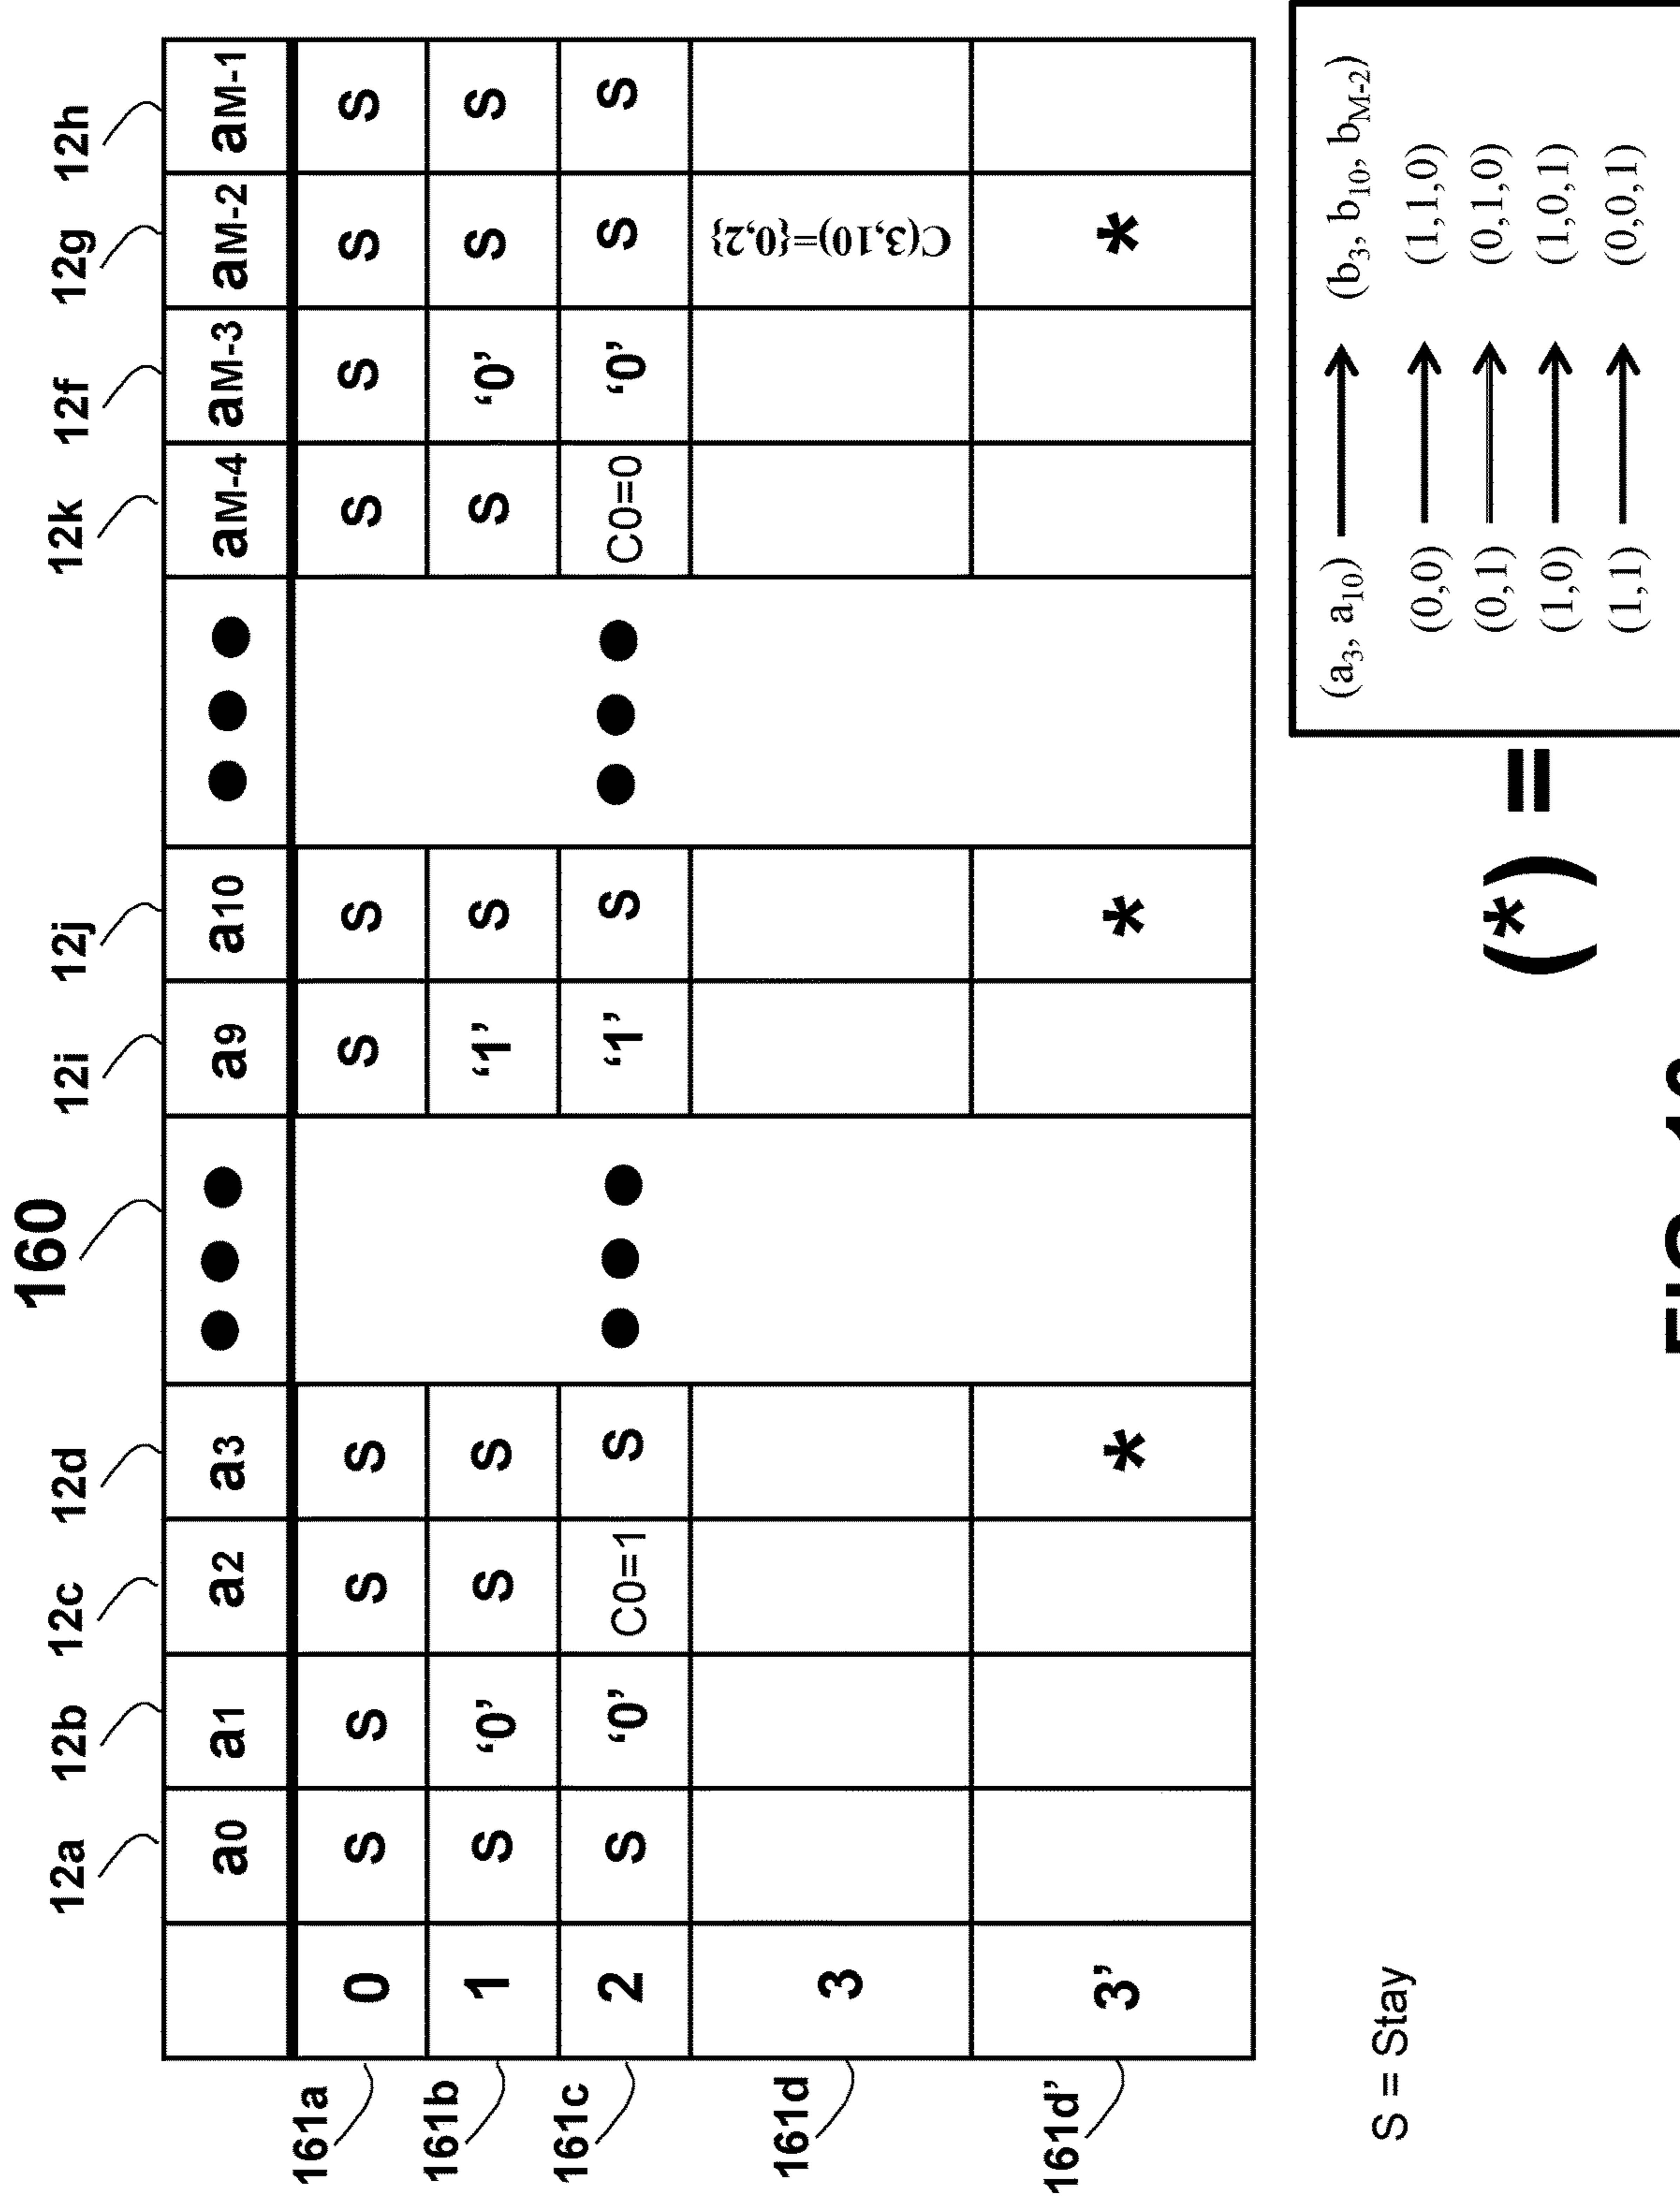 160
12a 12b 12c 12d 12i 12j 12k 12f 12g 12h
a0 a1 a2 a3 ● ● ● a9 a10 ● ● ● aM-4 aM-3 aM-2 aM-1
161a 0 S S S S S S S S S S
161b 1 S ‘0’ S S ‘1’ S S ‘0’ S S
161c 2 S ‘0’ C0=1 S ● ● ● ‘1’ S ● ● ● C0=0 ‘0’ S S
161d 3 C(3,10)={0,2}
161d’ 3’ * * *
S = Stay
(*) =
(a3, a10) → (b3, b10, bM-2)
(0,0) → (1,1,0)
(0,1) → (0,1,0)
(1,0) → (1,0,1)
(1,1) → (0,0,1)